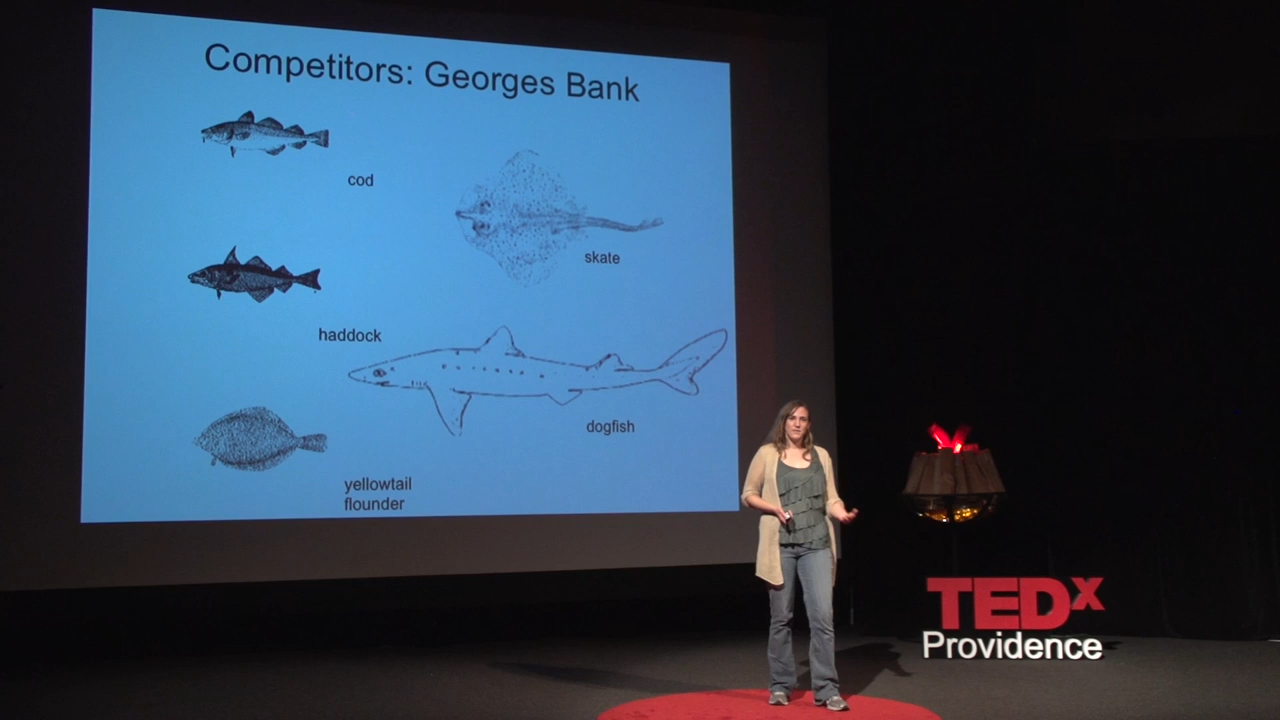 Competitors: Georges Bank
cod
skate
haddock
dogfish
yellowtail
flounder
TEDx
Providence